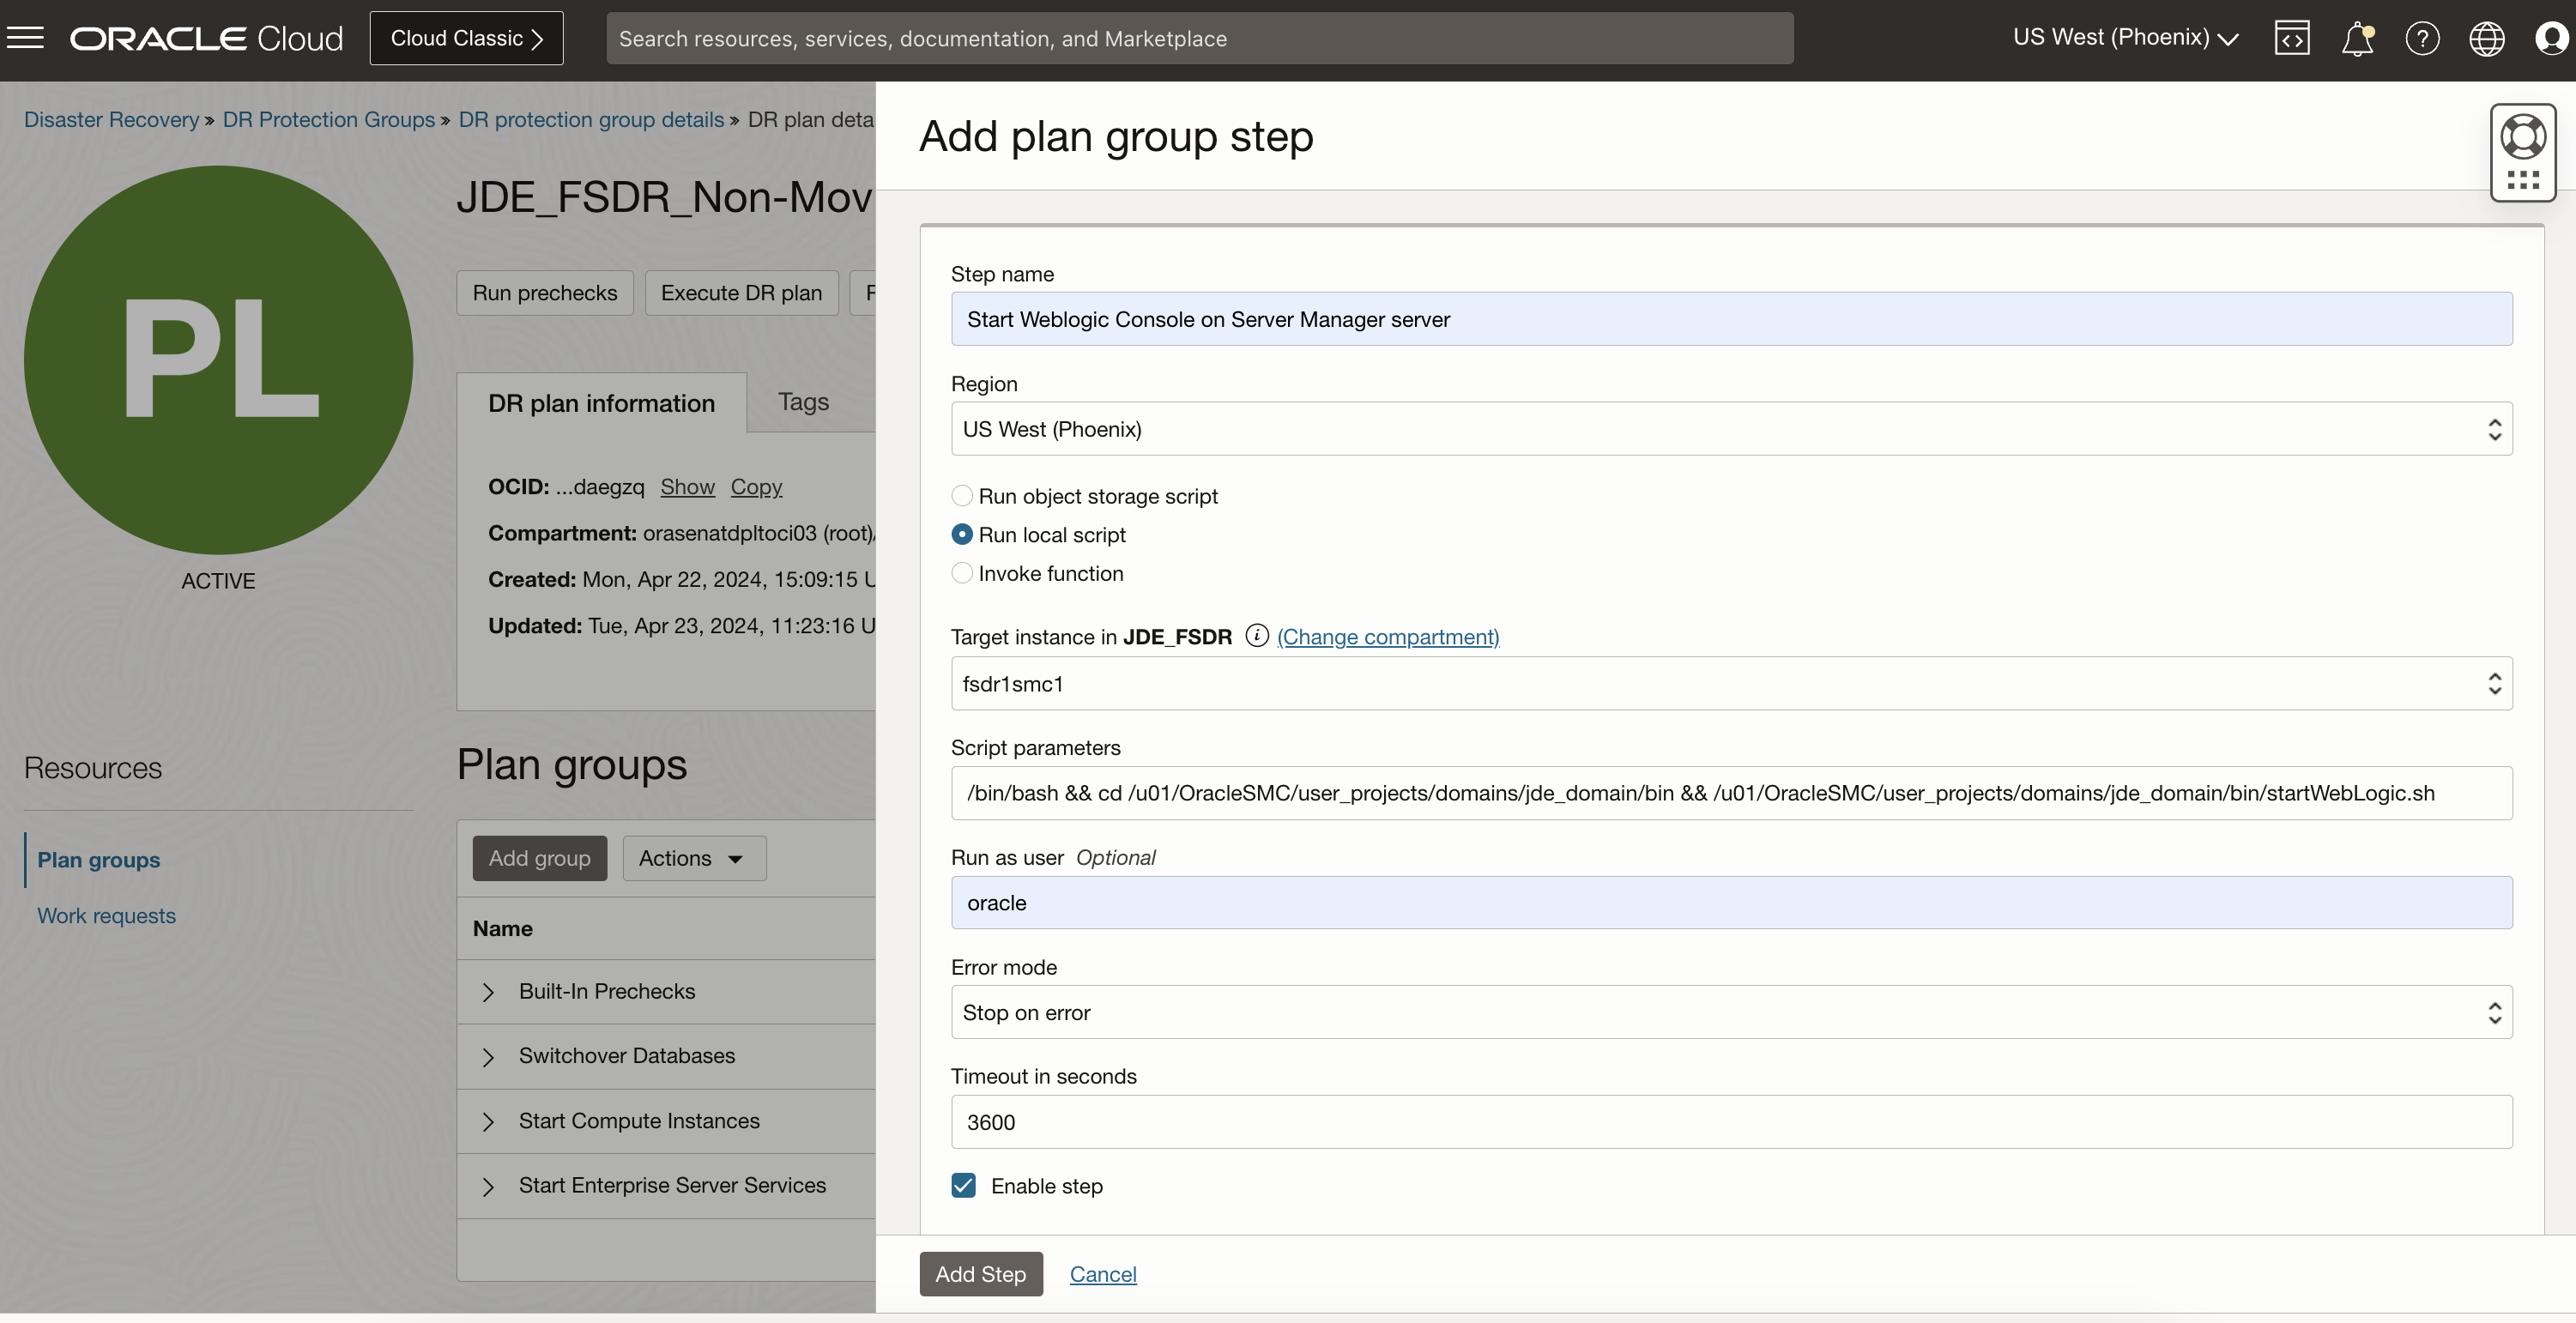 ORACLE Cloud
Cloud Classic
Search resources, services, documentation, and Marketplace
US West (Phoenix)
Disaster Recovery » DR Protection Groups » DR protection group details » DR plan deta
PL
ACTIVE
JDE_FSDR_Non-Mov
Run prechecks
Execute DR plan
DR plan information
Tags
OCID: ...daegzq Show Copy
Compartment: orasenatdpltoci03 (root)/
Created: Mon, Apr 22, 2024, 15:09:15 U
Updated: Tue, Apr 23, 2024, 11:23:16 U
Resources
Plan groups
Work requests
Plan groups
Add group
Actions
Name
Built-In Prechecks
Switchover Databases
Start Compute Instances
Start Enterprise Server Services
Add plan group step
Step name
Start Weblogic Console on Server Manager server
Region
US West (Phoenix)
Run object storage script
Run local script
Invoke function
Target instance in JDE_FSDR (Change compartment)
fsdr1smc1
Script parameters
/bin/bash && cd /u01/OracleSMC/user_projects/domains/jde_domain/bin && /u01/OracleSMC/user_projects/domains/jde_domain/bin/startWebLogic.sh
Run as user Optional
oracle
Error mode
Stop on error
Timeout in seconds
3600
Enable step
Add Step
Cancel